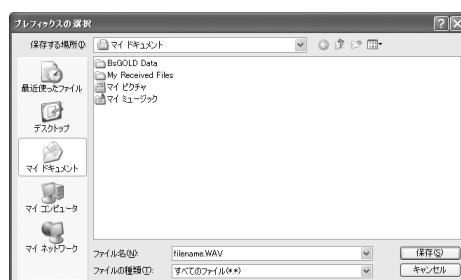 プレフィックスの選択
保存する場所(I):
マイ ドキュメント
BsGOLD Data
My Received Files
マイ ピクチャ
マイ ミュージック
最近使ったファイル
デスクトップ
マイ ドキュメント
マイ コンピュータ
マイ ネットワーク
ファイル名(N):
filename.WAV
保存(S)
ファイルの種類(T):
すべてのファイル(*.*)
キャンセル